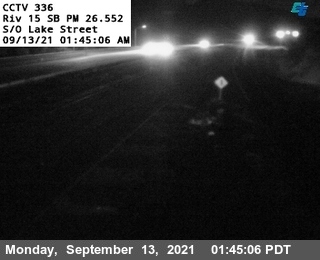 CCTV 336
Riv 15 SB PM 26.552
S/O Lake Street
09/13/21 01:45:06 AM
Monday, September 13, 2021 01:45:06 PDT